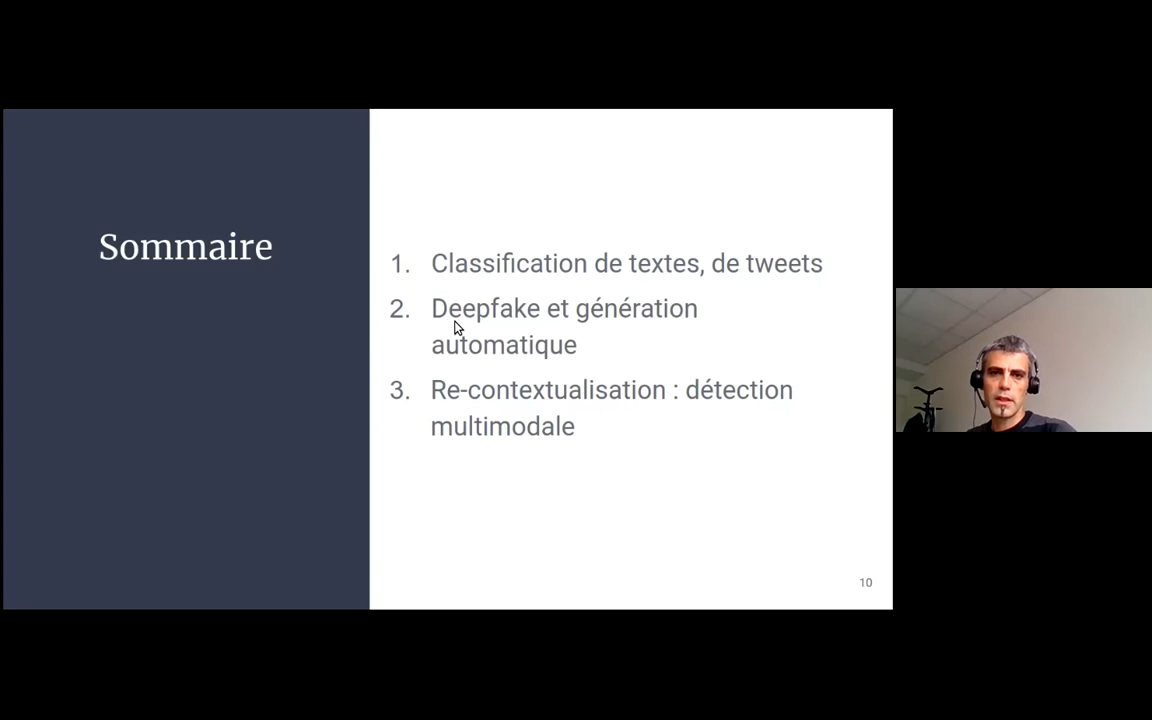 Sommaire
1. Classification de textes, de tweets
2. Deepfake et génération
automatique
3. Re-contextualisation : détection
multimodale
10